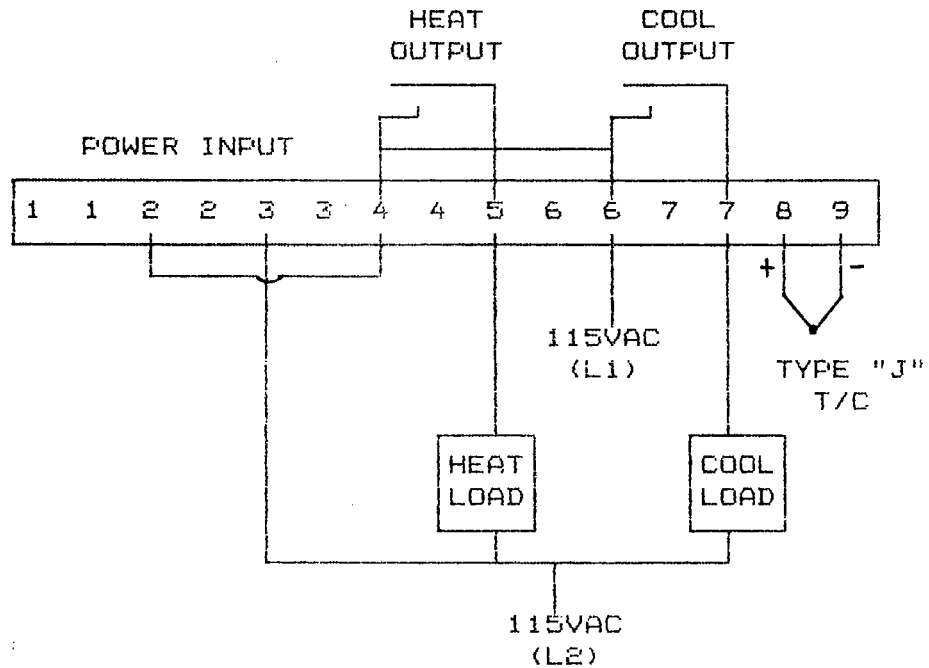 HEAT OUTPUT
COOL OUTPUT
POWER INPUT
1 1 2 2 3 3 4 4 5 6 6 7 7 8 9
+ -
115VAC
(L1)
TYPE "J"
T/C
HEAT
LOAD
COOL
LOAD
115VAC
(L2)